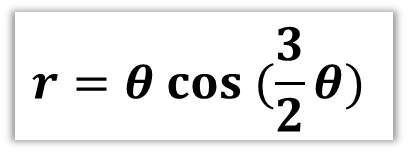 r = θ cos (3/2 θ)